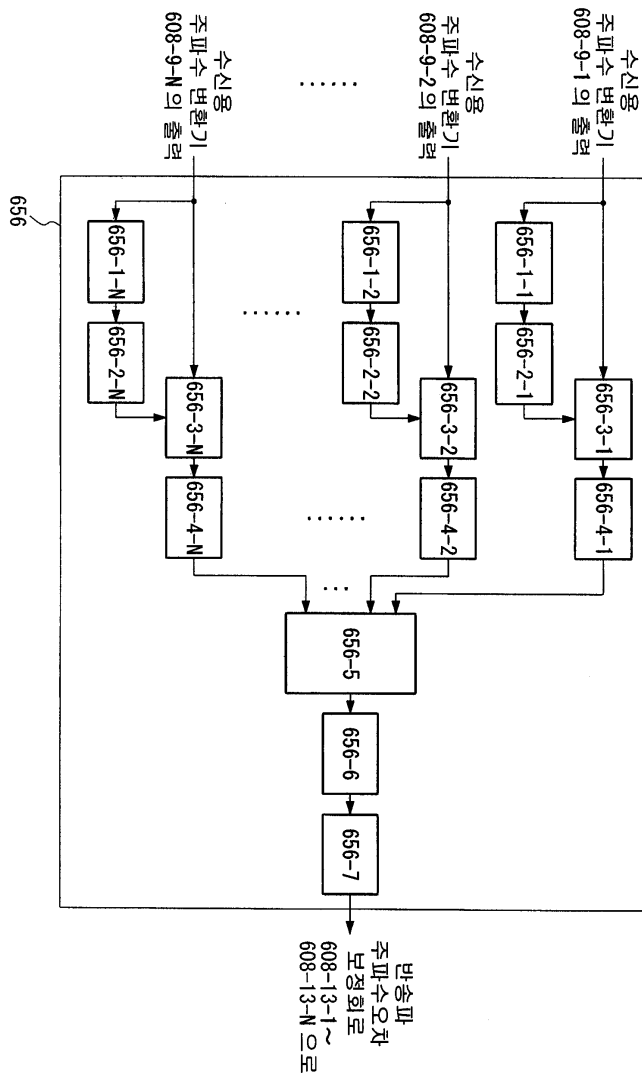 수신용
주파수 변환기
608-9-1의 출력
656-1-1
656-2-1
656-3-1
656-4-1
수신용
주파수 변환기
608-9-2의 출력
656-1-2
656-2-2
656-3-2
656-4-2
수신용
주파수 변환기
608-9-N의 출력
656-1-N
656-2-N
656-3-N
656-4-N
656-5
656-6
656-7
반송파
주파수오차
보정회로
608-13-1~
608-13-N으로
656